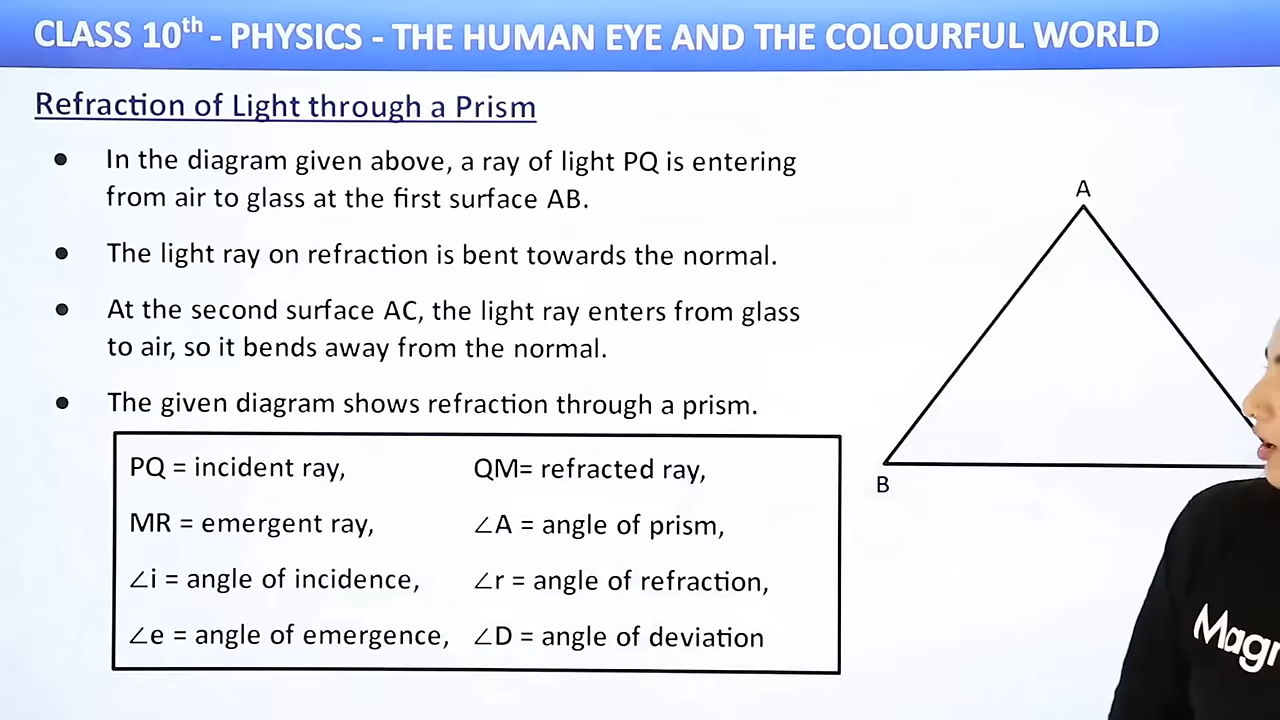 CLASS 10th - PHYSICS - THE HUMAN EYE AND THE COLOURFUL WORLD
Refraction of Light through a Prism
● In the diagram given above, a ray of light PQ is entering
from air to glass at the first surface AB.
● The light ray on refraction is bent towards the normal.
● At the second surface AC, the light ray enters from glass
to air, so it bends away from the normal.
● The given diagram shows refraction through a prism.
PQ = incident ray, QM= refracted ray,
MR = emergent ray, ∠A = angle of prism,
∠i = angle of incidence, ∠r = angle of refraction,
∠e = angle of emergence, ∠D = angle of deviation
A
B
Magn